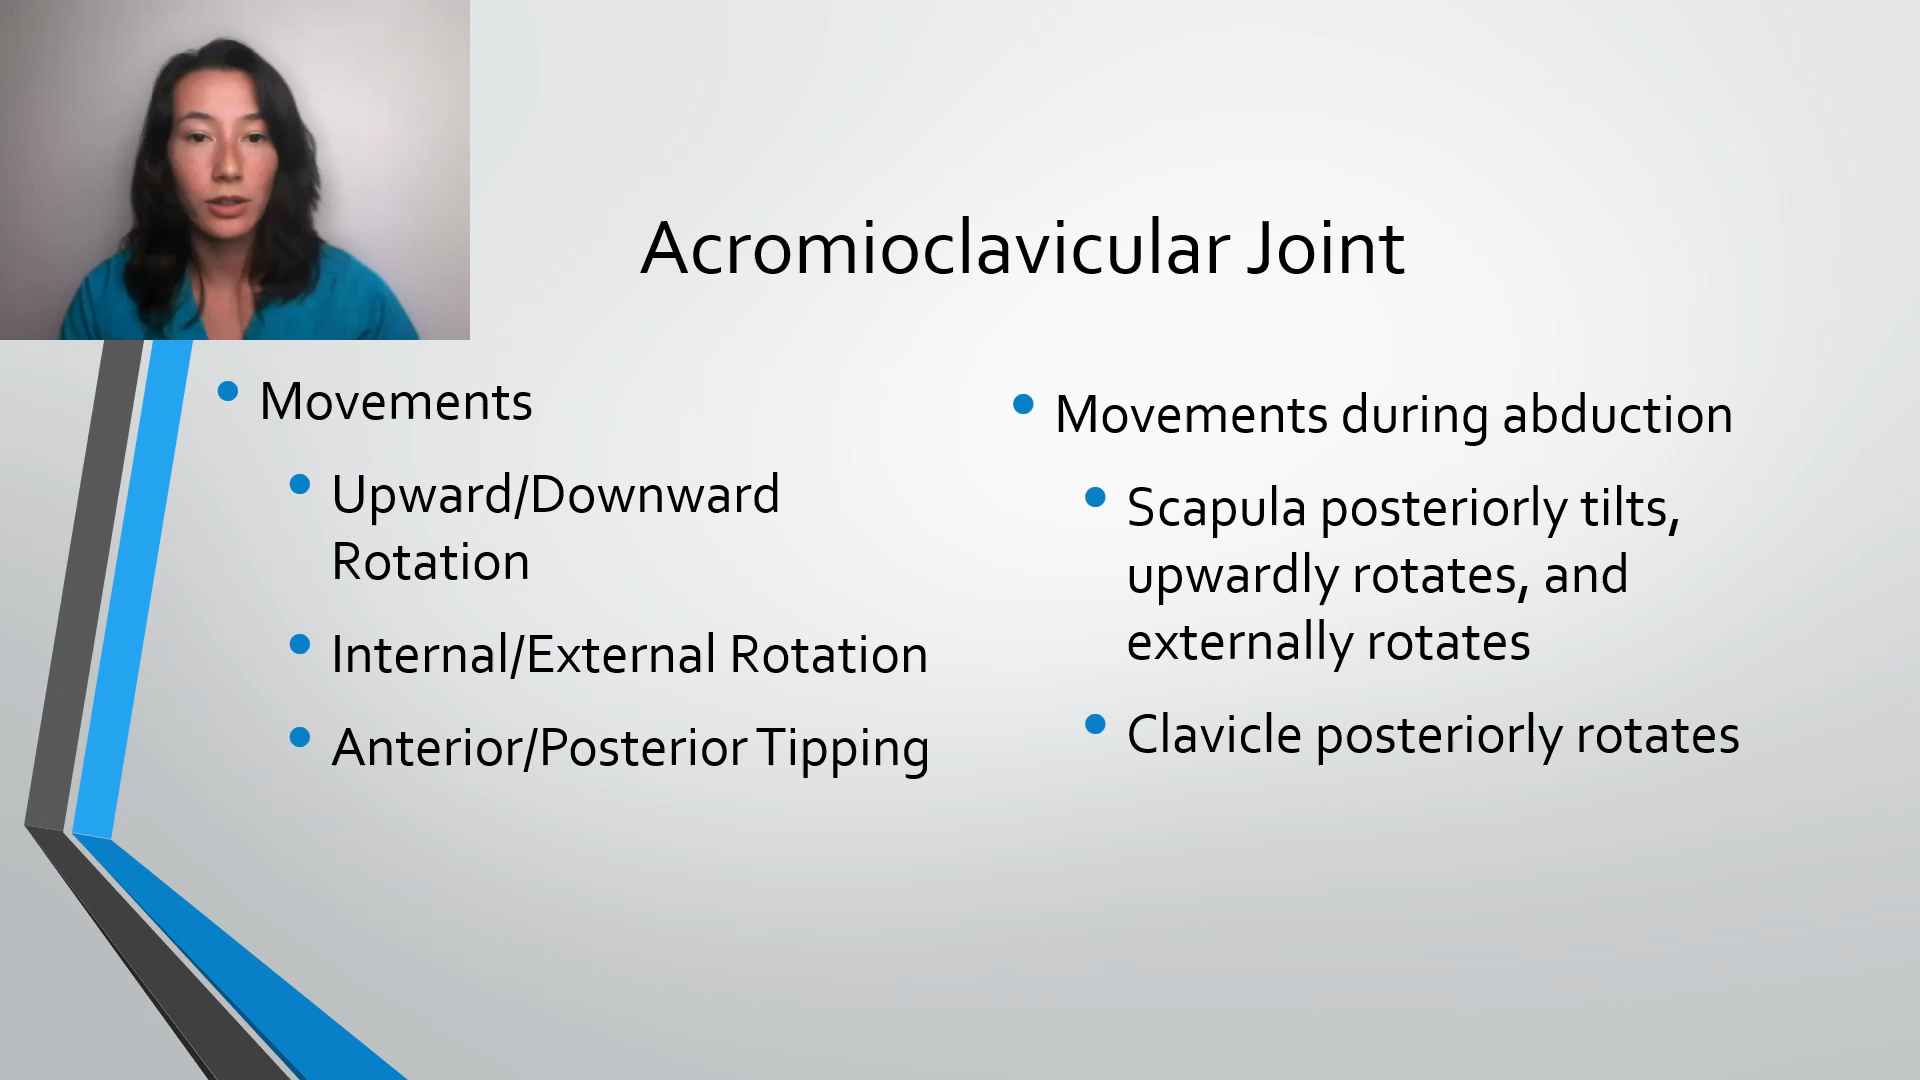 Acromioclavicular Joint
Movements
Upward/Downward
Rotation
Internal/External Rotation
Anterior/Posterior Tipping
Movements during abduction
Scapula posteriorly tilts,
upwardly rotates, and
externally rotates
Clavicle posteriorly rotates